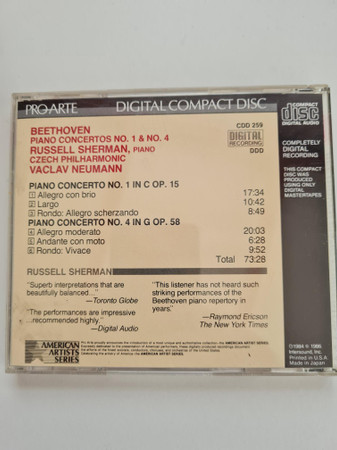 PRO ARTE DIGITAL COMPACT DISC
COMPACT
disc
DIGITAL AUDIO
BEETHOVEN
PIANO CONCERTOS NO. 1 & NO. 4
RUSSELL SHERMAN, PIANO
CZECH PHILHARMONIC
VACLAV NEUMANN
CDD 259
DIGITAL
RECORDING
DDD
COMPLETELY
DIGITAL
RECORDING
THIS COMPACT
DISC WAS
PRODUCED
USING ONLY
DIGITAL
MASTERTAPES
PIANO CONCERTO NO. 1 IN C OP. 15
1 Allegro con brio 17:34
2 Largo 10:42
3 Rondo: Allegro scherzando 8:49
PIANO CONCERTO NO. 4 IN G OP. 58
4 Allegro moderato 20:03
5 Andante con moto 6:28
6 Rondo: Vivace 9:52
Total 73:28
RUSSELL SHERMAN
"Superb interpretations that are
beautifully balanced..."
—Toronto Globe
"The performances are impressive
...recommended highly."
—Digital Audio
"This listener has not heard such
striking performances of the
Beethoven piano repertory in
years."
—Raymond Ericson
The New York Times
AMERICAN
ARTISTS
SERIES
Intersound, Inc.
Printed in U.S.A.
Made in Japan